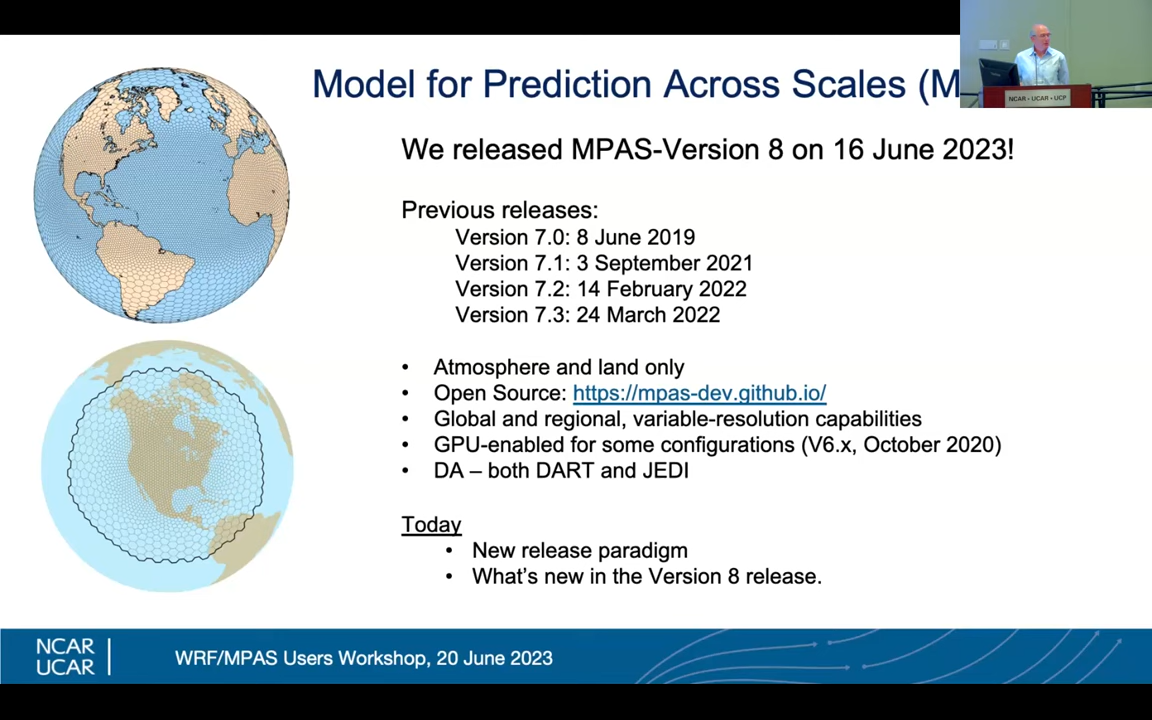 Model for Prediction Across Scales (M
NCAR • UCAR • UCP
We released MPAS-Version 8 on 16 June 2023!
Previous releases:
Version 7.0: 8 June 2019
Version 7.1: 3 September 2021
Version 7.2: 14 February 2022
Version 7.3: 24 March 2022
• Atmosphere and land only
• Open Source: https://mpas-dev.github.io/
• Global and regional, variable-resolution capabilities
• GPU-enabled for some configurations (V6.x, October 2020)
• DA – both DART and JEDI
Today
• New release paradigm
• What's new in the Version 8 release.
NCAR
UCAR
WRF/MPAS Users Workshop, 20 June 2023